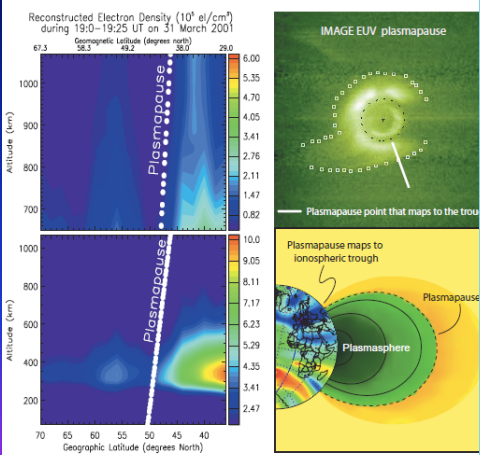 Reconstructed Electron Density (10⁵ el/cm³)
during 19:0-19:25 UT on 31 March 2001
Geomagnetic Latitude (degrees north)
67.3 58.3 49.2 38.0 29.0
Altitude (km)
1000
900
800
700
Plasmapause
6.00
5.35
4.70
4.05
3.41
2.76
2.11
1.47
0.82
Altitude (km)
1000
800
600
400
200
Plasmapause
10.0
9.05
8.11
7.17
6.23
5.29
4.35
3.41
2.47
70 65 60 55 50 45 40
Geographic Latitude (degrees North)
IMAGE EUV plasmapause
Plasmapause point that maps to the trou
Plasmapause maps to
ionospheric trough
Plasmapause
Plasmasphere